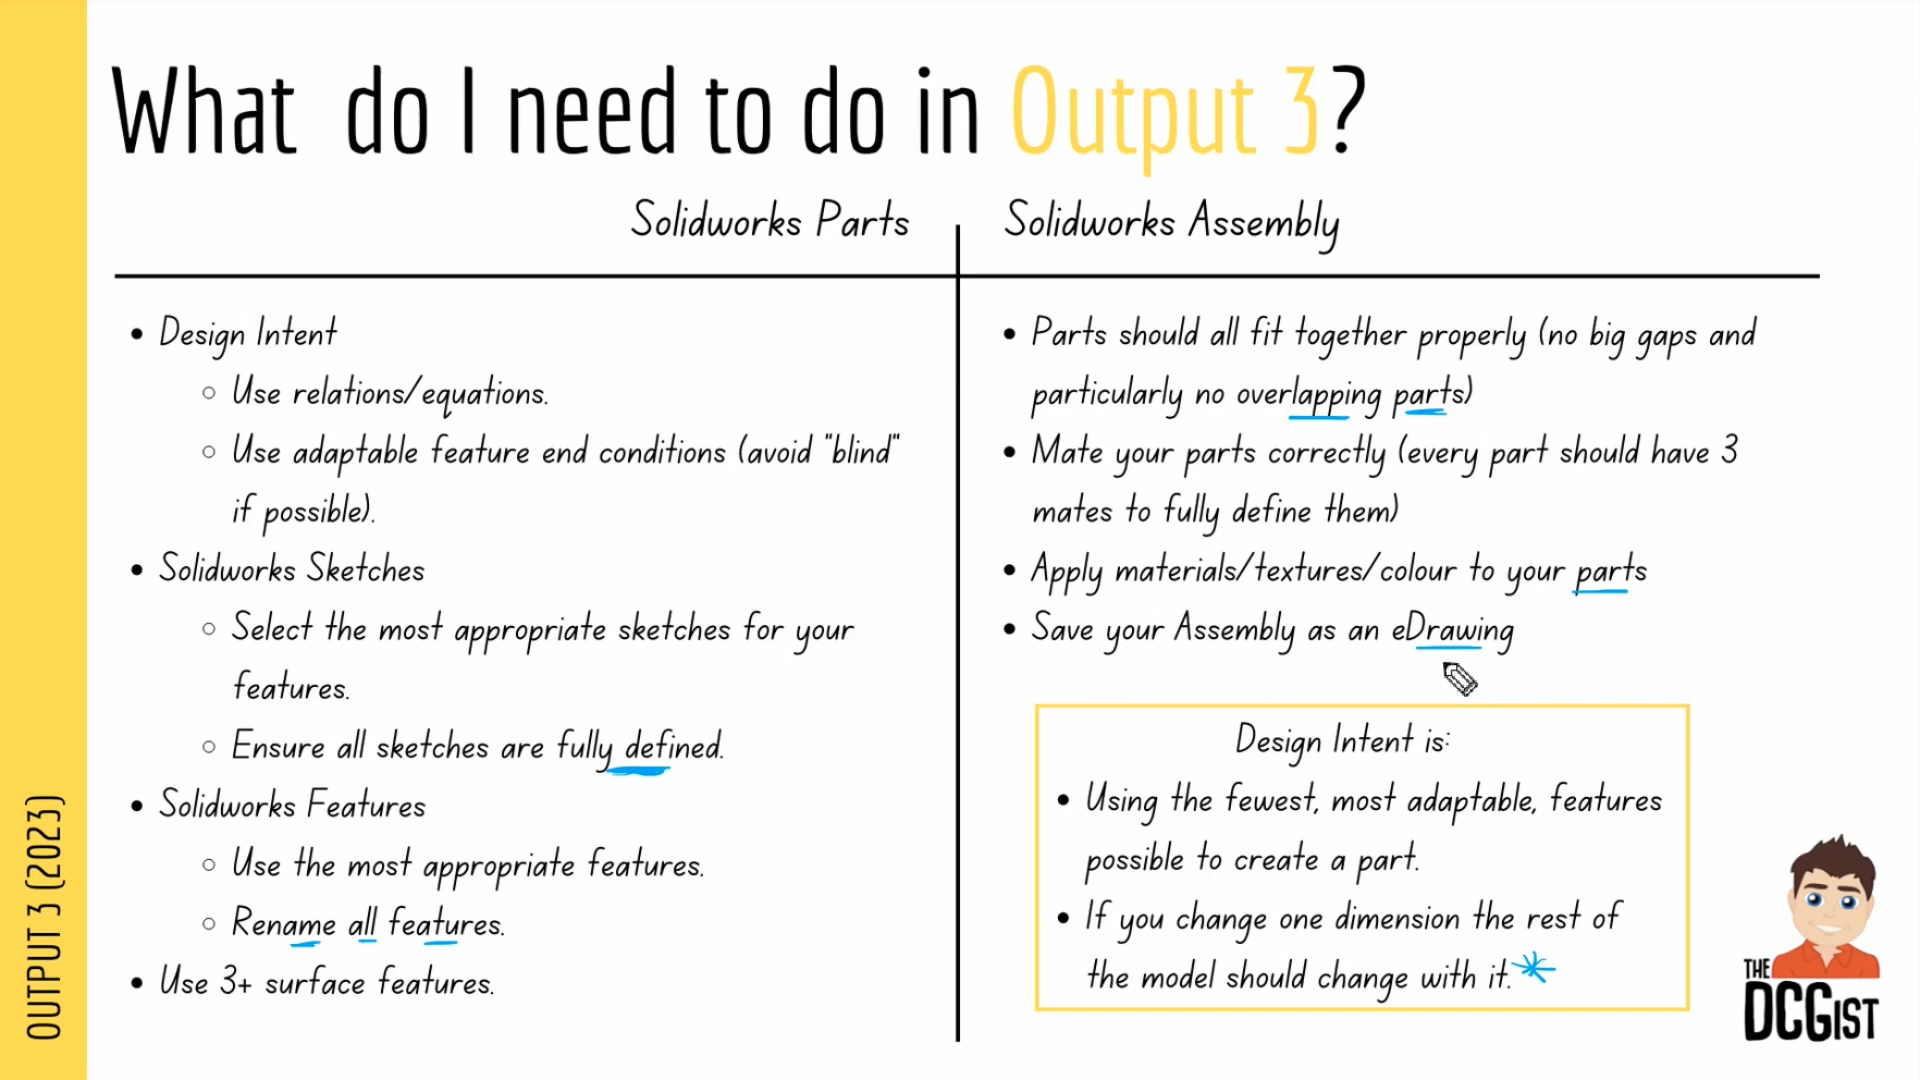 What do I need to do in Output 3?
Solidworks Parts
Solidworks Assembly
• Design Intent
○ Use relations/equations.
○ Use adaptable feature end conditions (avoid "blind"
if possible).
• Solidworks Sketches
○ Select the most appropriate sketches for your
features.
○ Ensure all sketches are fully defined.
• Solidworks Features
○ Use the most appropriate features.
○ Rename all features.
• Use 3+ surface features.
• Parts should all fit together properly (no big gaps and
particularly no overlapping parts)
• Mate your parts correctly (every part should have 3
mates to fully define them)
• Apply materials/textures/colour to your parts
• Save your Assembly as an eDrawing
Design Intent is:
• Using the fewest, most adaptable, features
possible to create a part.
• If you change one dimension the rest of
the model should change with it.*
OUTPUT 3 (2023)
THE
DCGIST